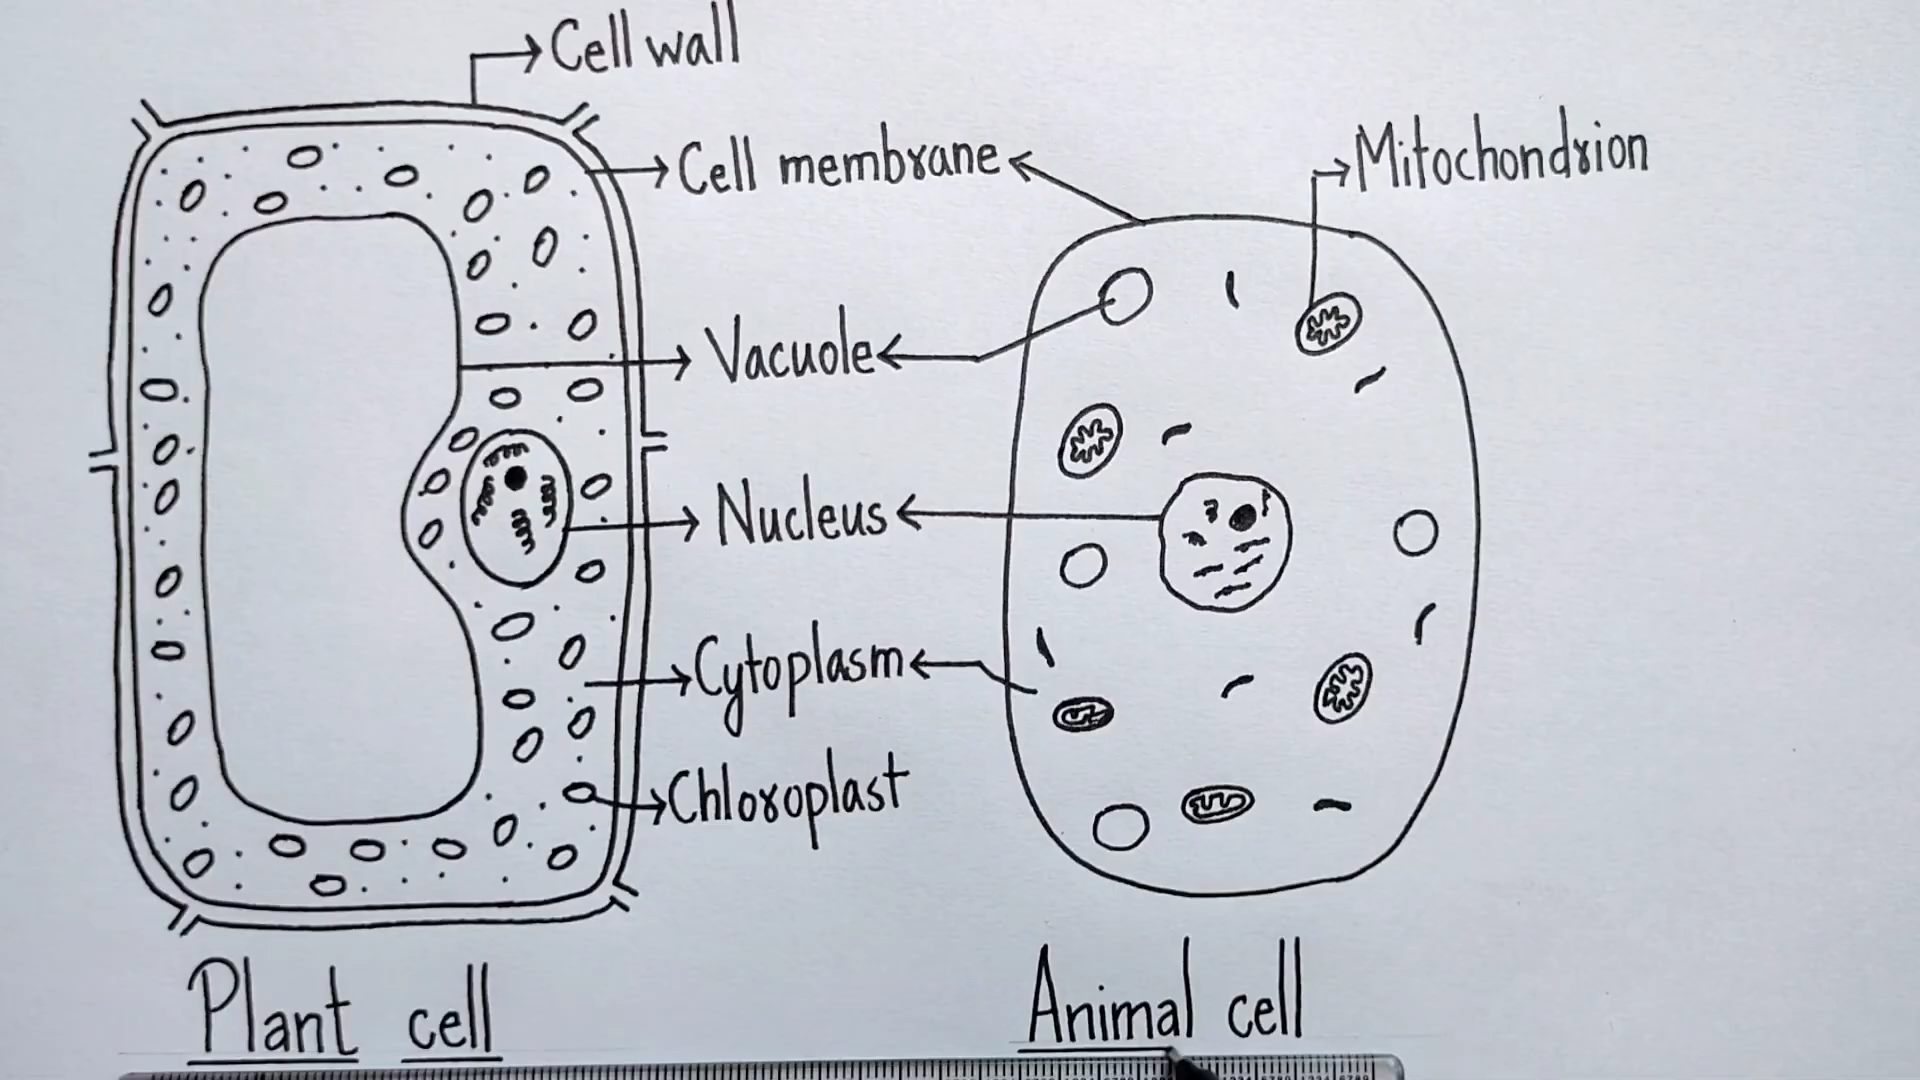 Cell wall
Cell membrane
Mitochondrion
Vacuole
Nucleus
Cytoplasm
Chloroplast
Plant cell
Animal cell